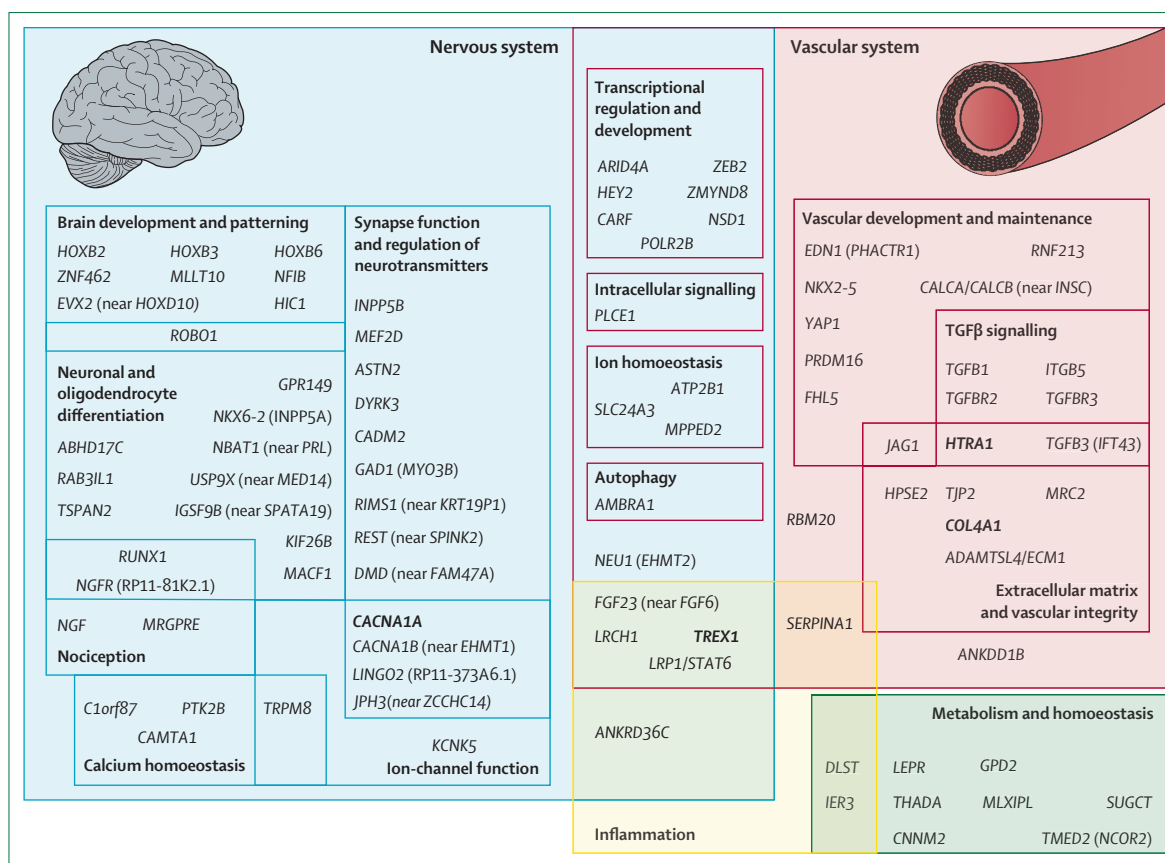 Nervous system
Vascular system
Brain development and patterning
HOXB2 HOXB3 HOXB6
ZNF462 MLLT10 NFIB
EVX2 (near HOXD10) HIC1
ROBO1
Neuronal and
oligodendrocyte
differentiation
GPR149
NKX6-2 (INPP5A)
ABHD17C NBAT1 (near PRL)
RAB3IL1 USP9X (near MED14)
TSPAN2 IGSF9B (near SPATA19)
KIF26B
MACF1
RUNX1
NGFR (RP11-81K2.1)
NGF MRGPRE
Nociception
C1orf87 PTK2B TRPM8
CAMTA1
Calcium homoeostasis
Synapse function
and regulation of
neurotransmitters
INPP5B
MEF2D
ASTN2
DYRK3
CADM2
GAD1 (MYO3B)
RIMS1 (near KRT19P1)
REST (near SPINK2)
DMD (near FAM47A)
CACNA1A
CACNA1B (near EHMT1)
LINGO2 (RP11-373A6.1)
JPH3(near ZCCHC14)
KCNK5
Ion-channel function
Transcriptional
regulation and
development
ARID4A ZEB2
HEY2 ZMYND8
CARF NSD1
POLR2B
Intracellular signalling
PLCE1
Ion homoeostasis
ATP2B1
SLC24A3
MPPED2
Autophagy
AMBRA1
NEU1 (EHMT2)
FGF23 (near FGF6)
LRCH1 TREX1
LRP1/STAT6
ANKRD36C
Inflammation
Vascular development and maintenance
EDN1 (PHACTR1) RNF213
NKX2-5 CALCA/CALCB (near INSC)
YAP1
PRDM16
FHL5
TGFβ signalling
TGFB1 ITGB5
TGFBR2 TGFBR3
JAG1 HTRA1 TGFB3 (IFT43)
HPSE2 TJP2 MRC2
RBM20
COL4A1
ADAMTSL4/ECM1
Extracellular matrix
and vascular integrity
SERPINA1
ANKDD1B
Metabolism and homoeostasis
DLST LEPR GPD2
IER3 THADA MLXIPL SUGCT
CNNM2 TMED2 (NCOR2)